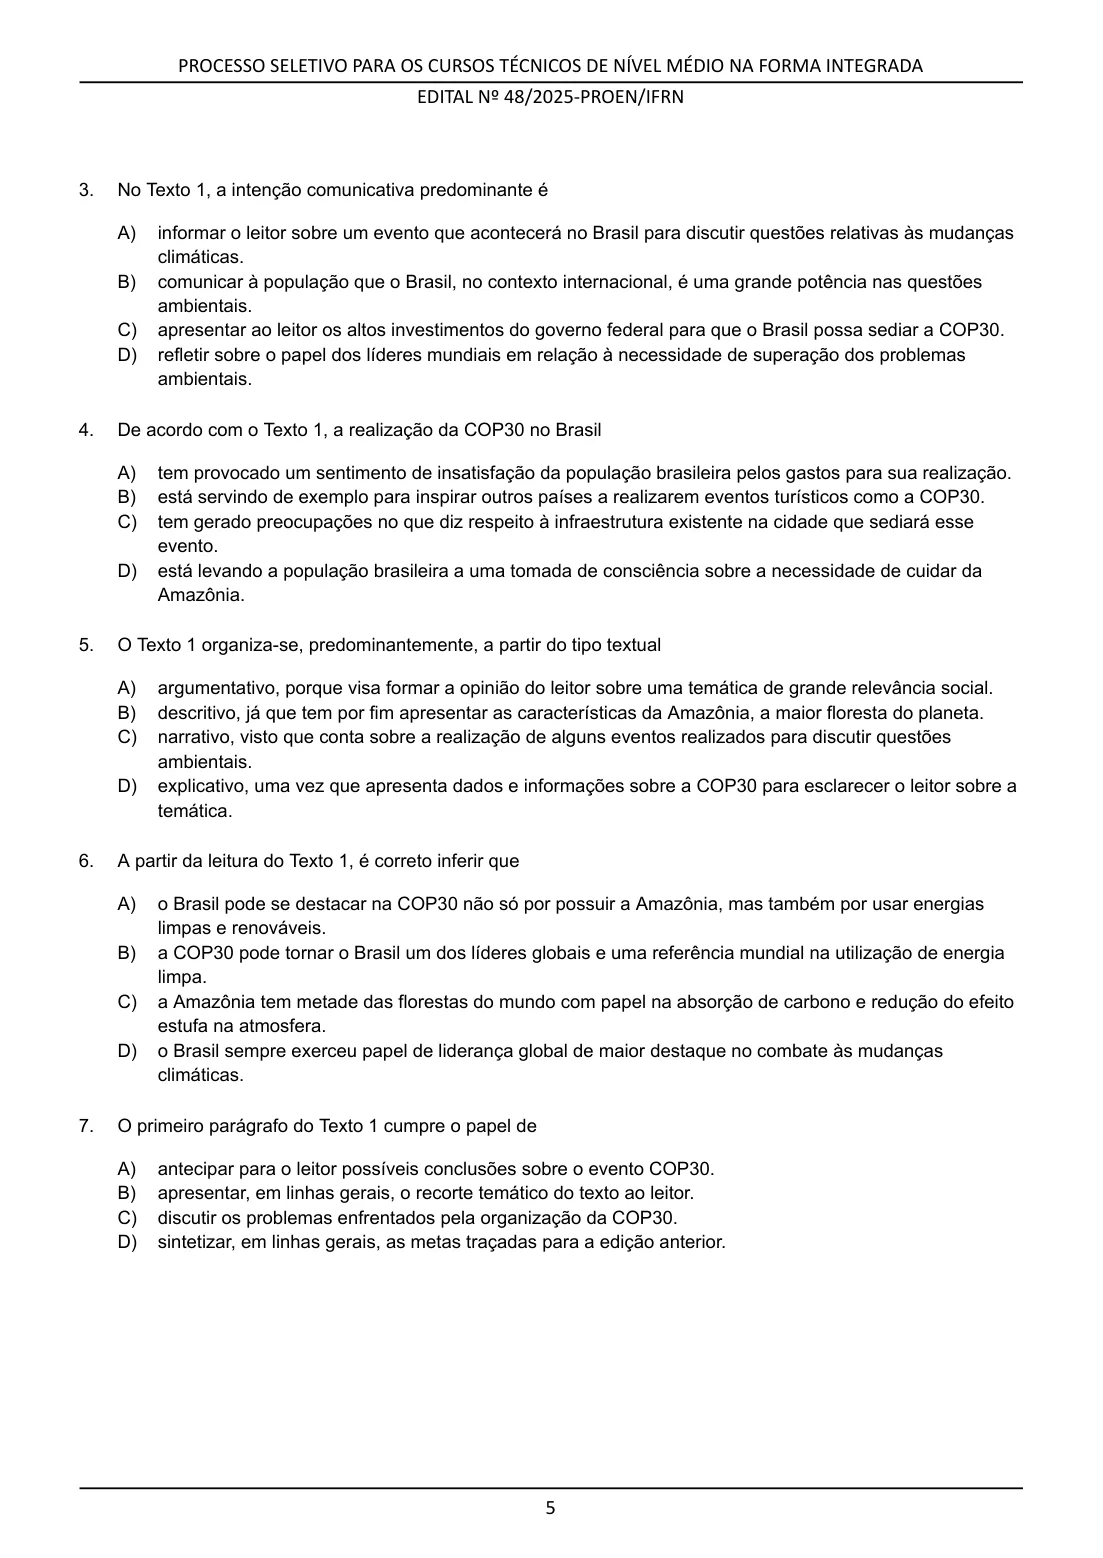 PROCESSO SELETIVO PARA OS CURSOS TÉCNICOS DE NÍVEL MÉDIO NA FORMA INTEGRADA
EDITAL Nº 48/2025-PROEN/IFRN
3. No Texto 1, a intenção comunicativa predominante é
A) informar o leitor sobre um evento que acontecerá no Brasil para discutir questões relativas às mudanças
climáticas.
B) comunicar à população que o Brasil, no contexto internacional, é uma grande potência nas questões
ambientais.
C) apresentar ao leitor os altos investimentos do governo federal para que o Brasil possa sediar a COP30.
D) refletir sobre o papel dos líderes mundiais em relação à necessidade de superação dos problemas
ambientais.
4. De acordo com o Texto 1, a realização da COP30 no Brasil
A) tem provocado um sentimento de insatisfação da população brasileira pelos gastos para sua realização.
B) está servindo de exemplo para inspirar outros países a realizarem eventos turísticos como a COP30.
C) tem gerado preocupações no que diz respeito à infraestrutura existente na cidade que sediará esse
evento.
D) está levando a população brasileira a uma tomada de consciência sobre a necessidade de cuidar da
Amazônia.
5. O Texto 1 organiza-se, predominantemente, a partir do tipo textual
A) argumentativo, porque visa formar a opinião do leitor sobre uma temática de grande relevância social.
B) descritivo, já que tem por fim apresentar as características da Amazônia, a maior floresta do planeta.
C) narrativo, visto que conta sobre a realização de alguns eventos realizados para discutir questões
ambientais.
D) explicativo, uma vez que apresenta dados e informações sobre a COP30 para esclarecer o leitor sobre a
temática.
6. A partir da leitura do Texto 1, é correto inferir que
A) o Brasil pode se destacar na COP30 não só por possuir a Amazônia, mas também por usar energias
limpas e renováveis.
B) a COP30 pode tornar o Brasil um dos líderes globais e uma referência mundial na utilização de energia
limpa.
C) a Amazônia tem metade das florestas do mundo com papel na absorção de carbono e redução do efeito
estufa na atmosfera.
D) o Brasil sempre exerceu papel de liderança global de maior destaque no combate às mudanças
climáticas.
7. O primeiro parágrafo do Texto 1 cumpre o papel de
A) antecipar para o leitor possíveis conclusões sobre o evento COP30.
B) apresentar, em linhas gerais, o recorte temático do texto ao leitor.
C) discutir os problemas enfrentados pela organização da COP30.
D) sintetizar, em linhas gerais, as metas traçadas para a edição anterior.
5